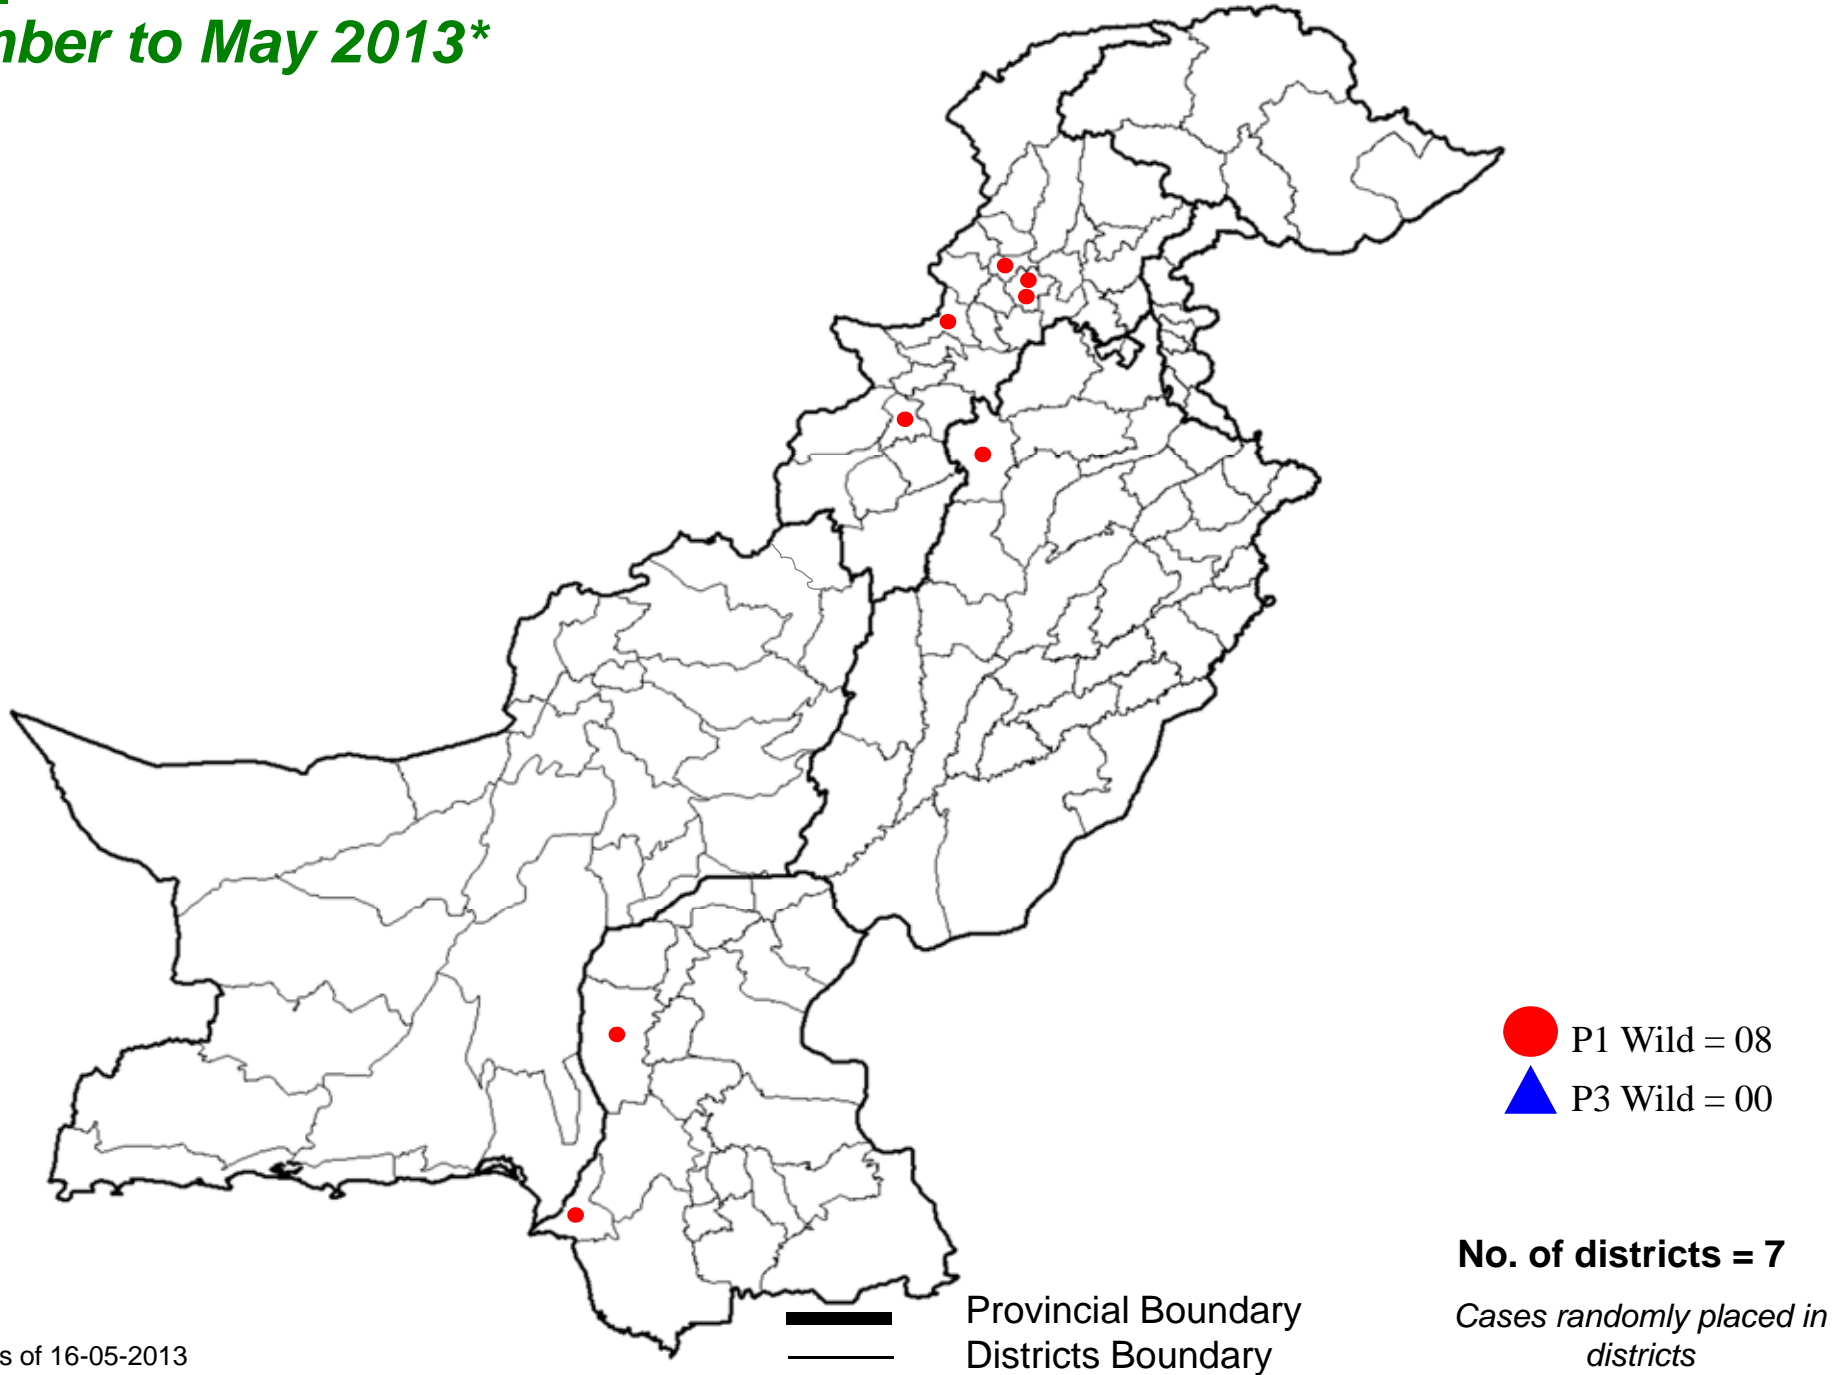 to May 2013*
P1 Wild = 08
P3 Wild = 00
No. of districts = 7
Cases randomly placed in
districts
Provincial Boundary
Districts Boundary
of 16-05-2013